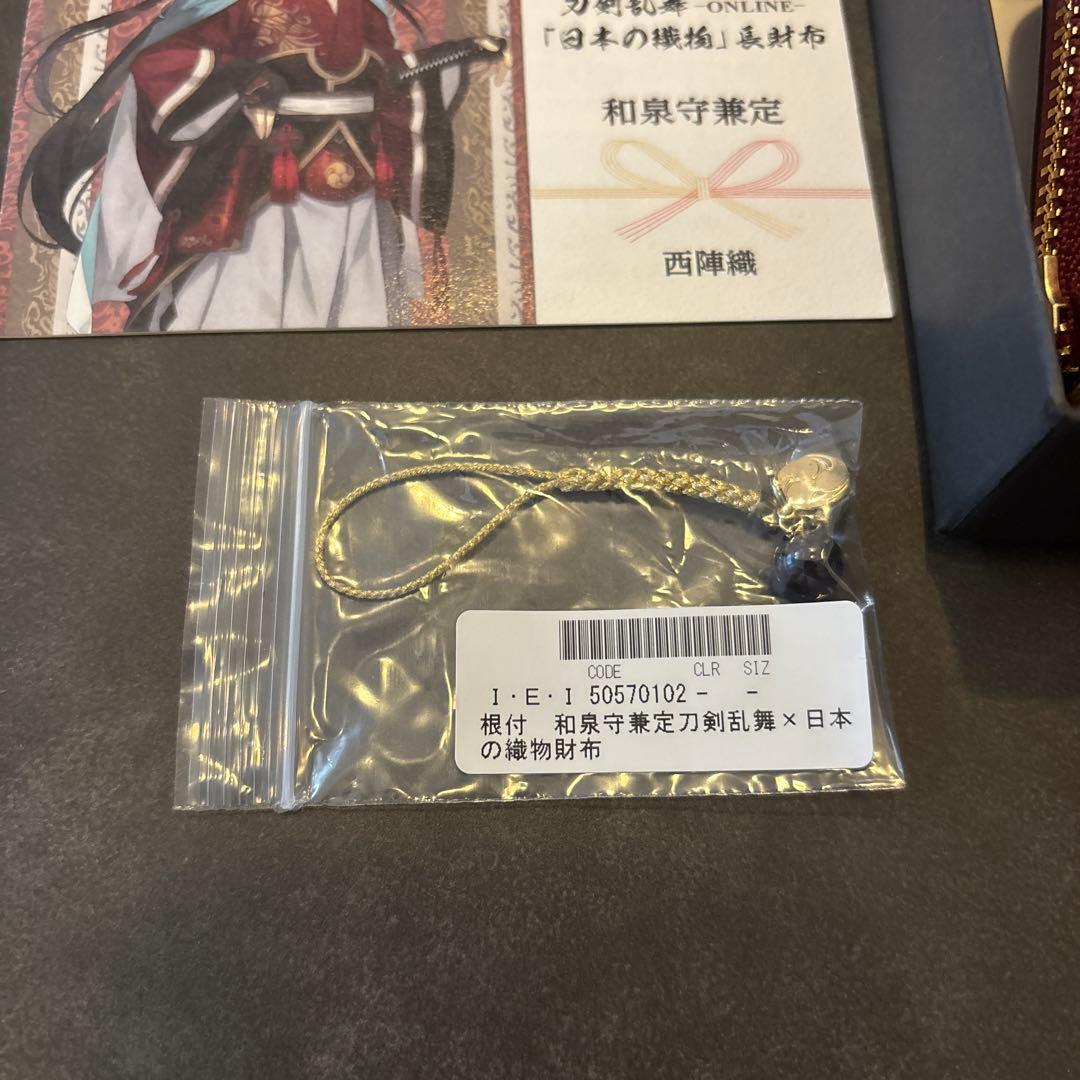 刀剣乱舞-ONLINE-
「日本の織物」長財布
和泉守兼定
西陣織
CODE CLR SIZ
I・E・I 50570102 - -
根付 和泉守兼定刀剣乱舞×日本
の織物財布